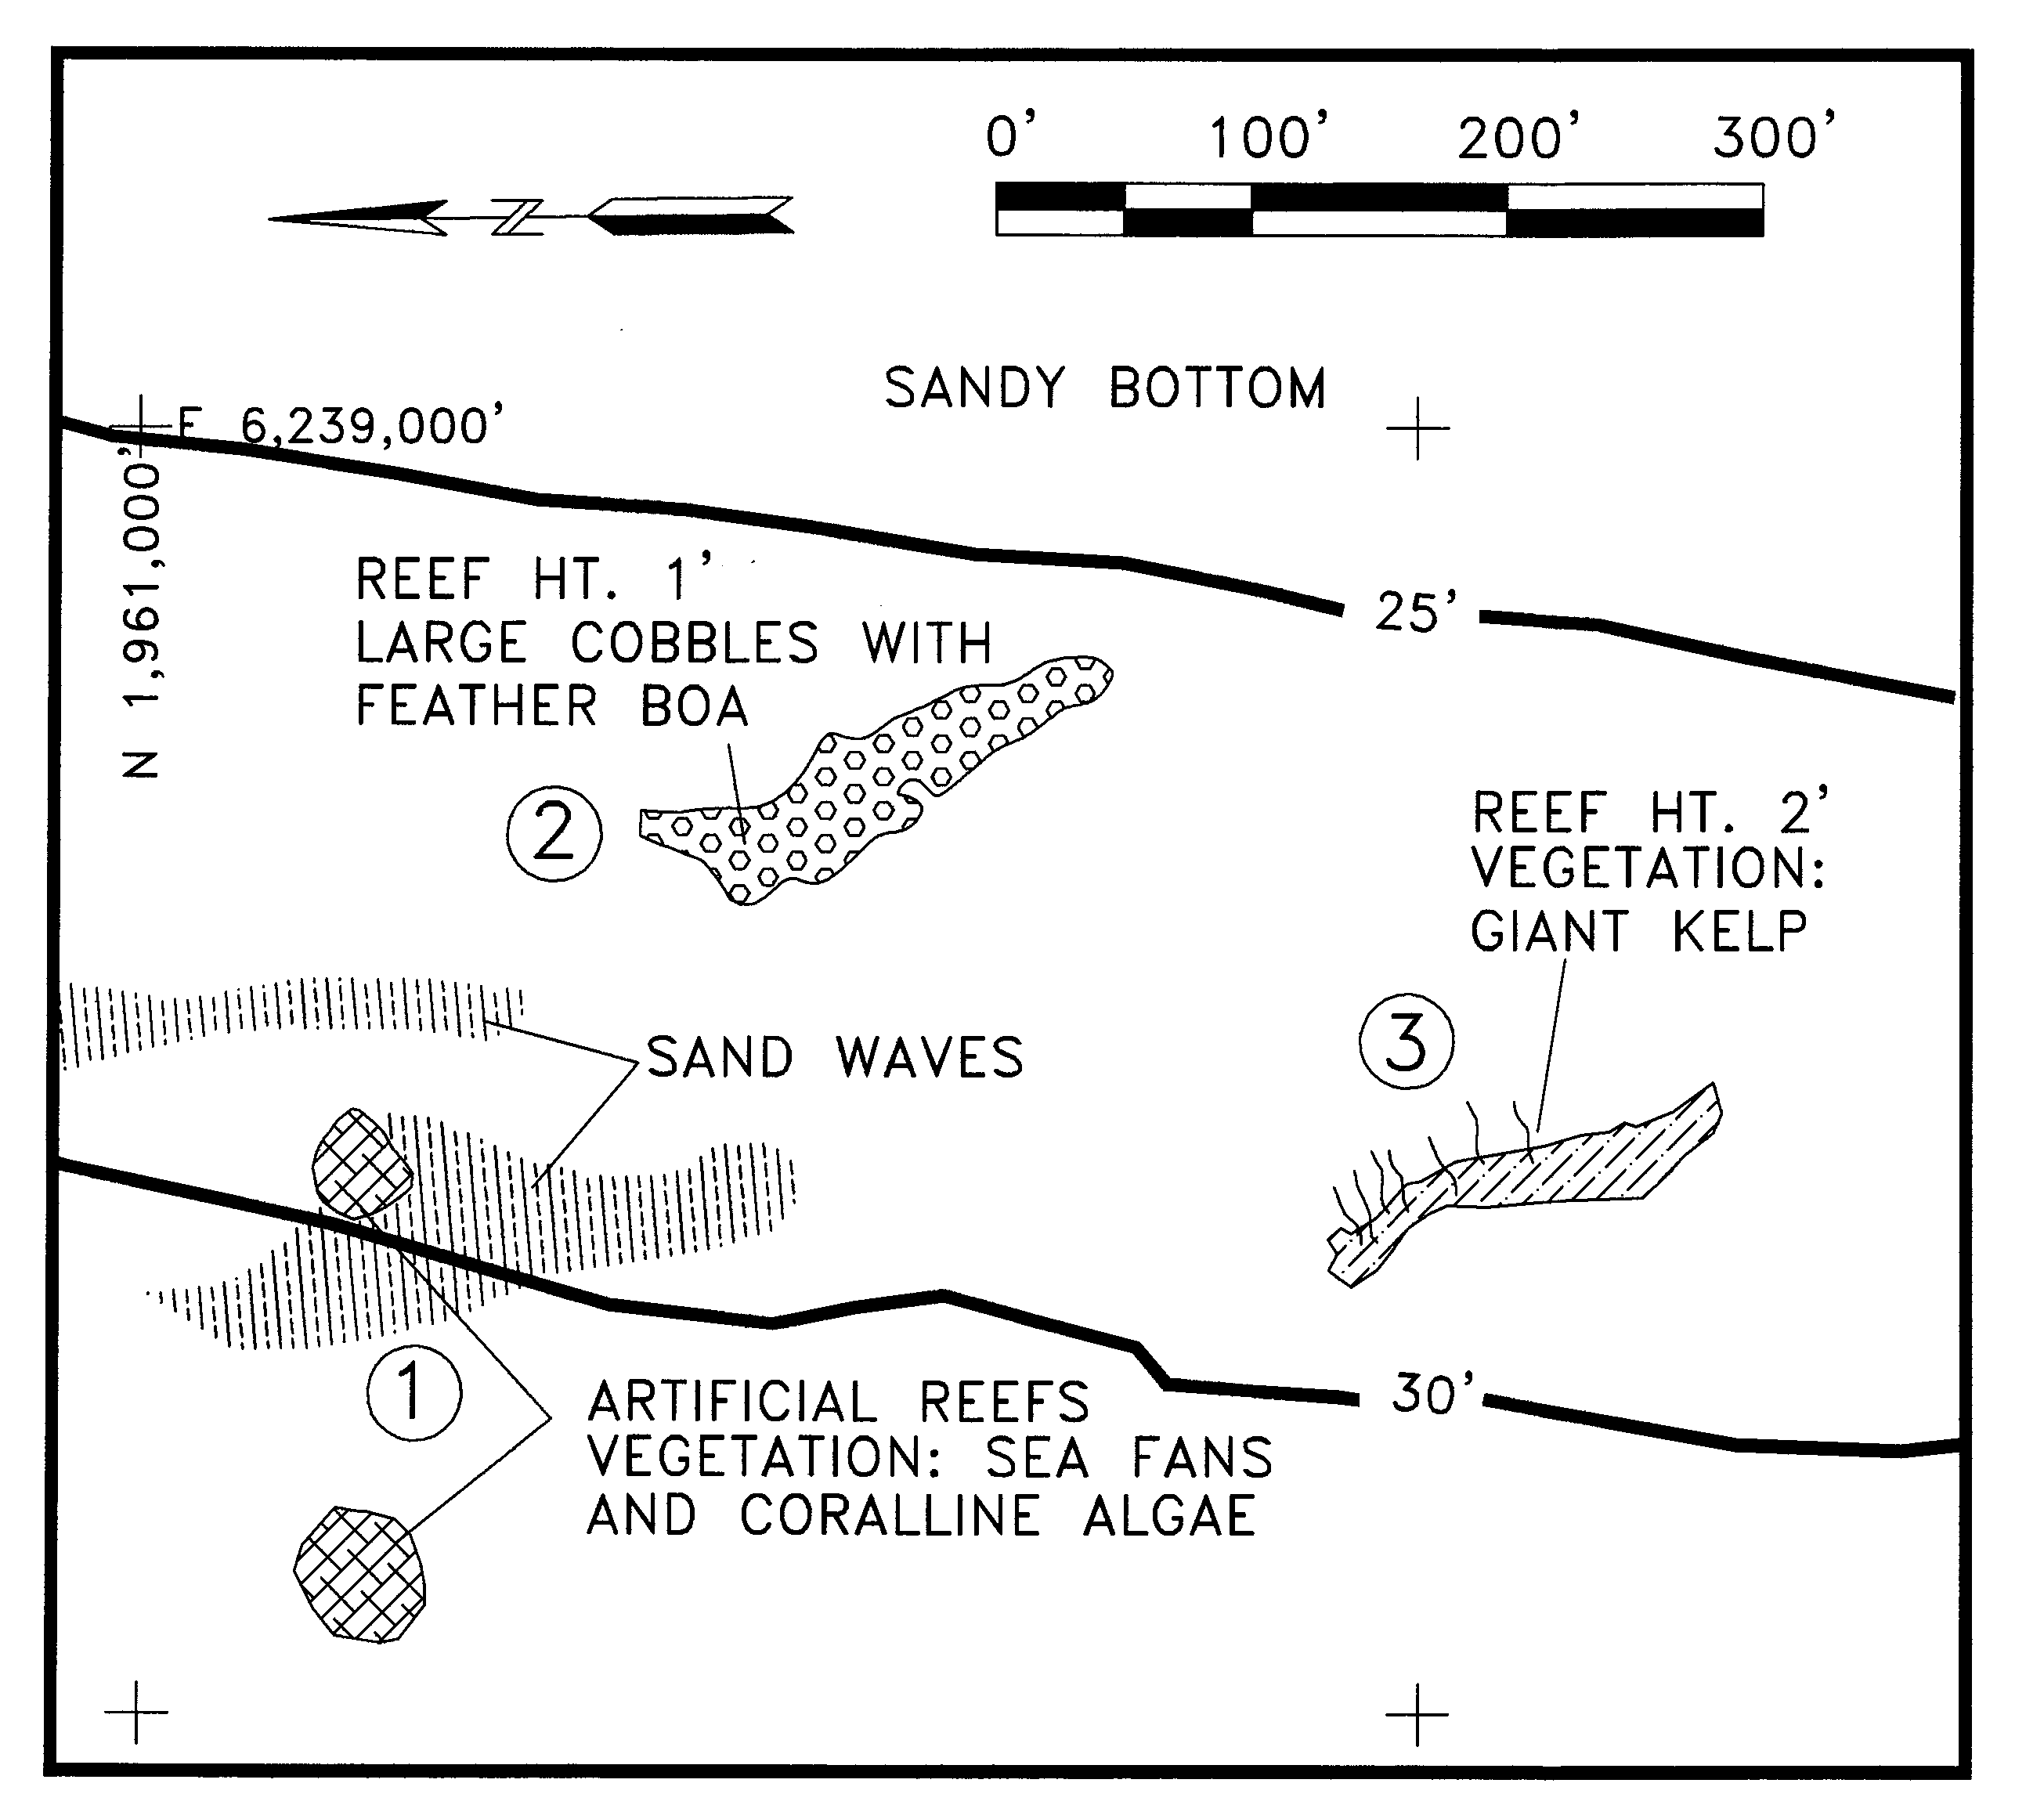 0' 100' 200' 300'
N
SANDY BOTTOM
E 6,239,000'
N 1,961,000'
REEF HT. 1'
LARGE COBBLES WITH
FEATHER BOA
25'
2
REEF HT. 2'
VEGETATION:
GIANT KELP
3
SAND WAVES
1
ARTIFICIAL REEFS
VEGETATION: SEA FANS
AND CORALLINE ALGAE
30'